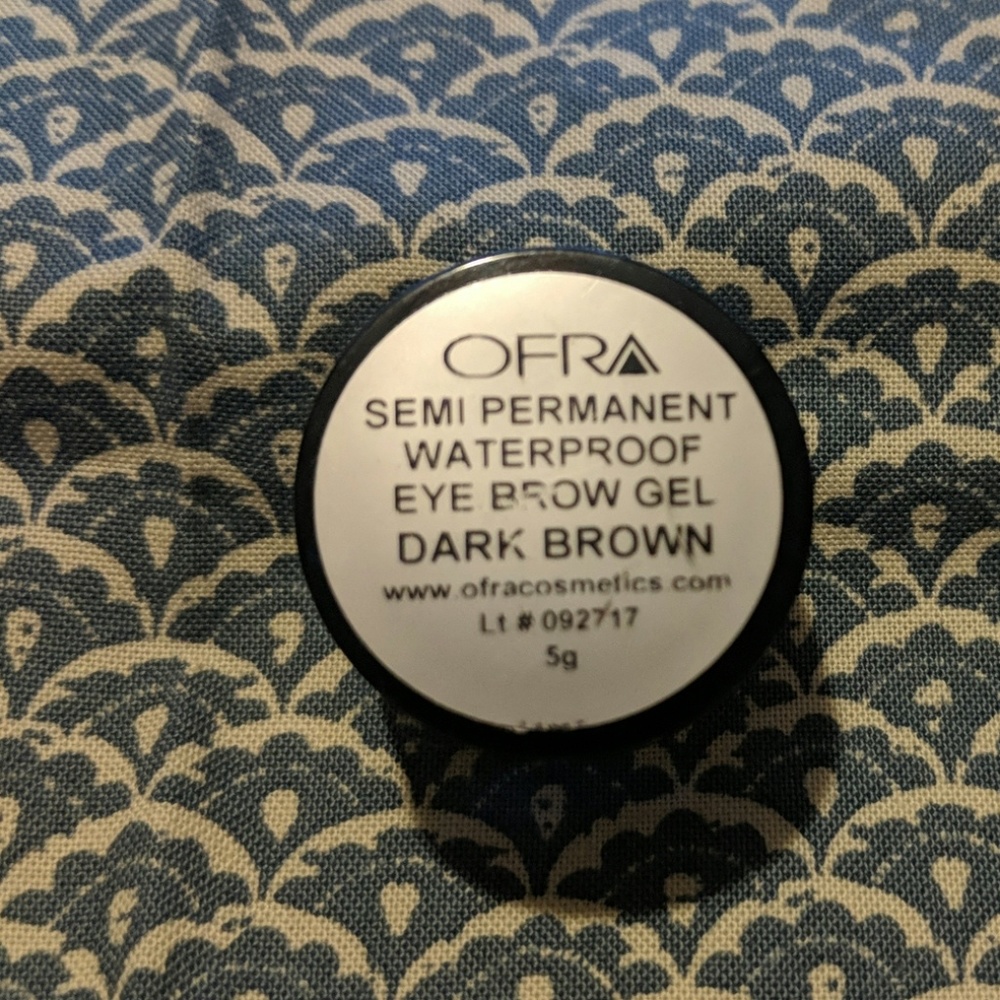 OFRA
SEMI PERMANENT
WATERPROOF
EYE BROW GEL
DARK BROWN
www.ofracosmetics.com
Lt # 092717
5g